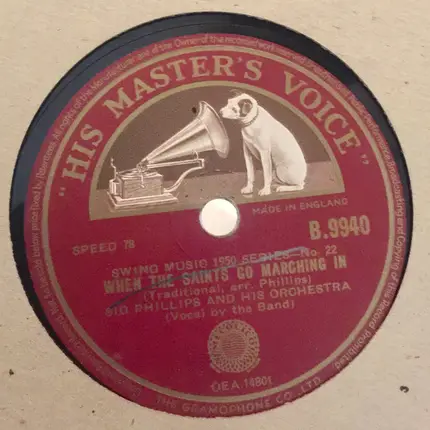 "HIS MASTER'S VOICE"
MADE IN ENGLAND
B.9940
SPEED 78
SWING MUSIC 1950 SERIES—No. 22
WHEN THE SAINTS GO MARCHING IN
(Traditional, arr. Phillips)
SID PHILLIPS AND HIS ORCHESTRA
(Vocal by the Band)
OEA.14801
THE GRAMOPHONE CO., LTD.